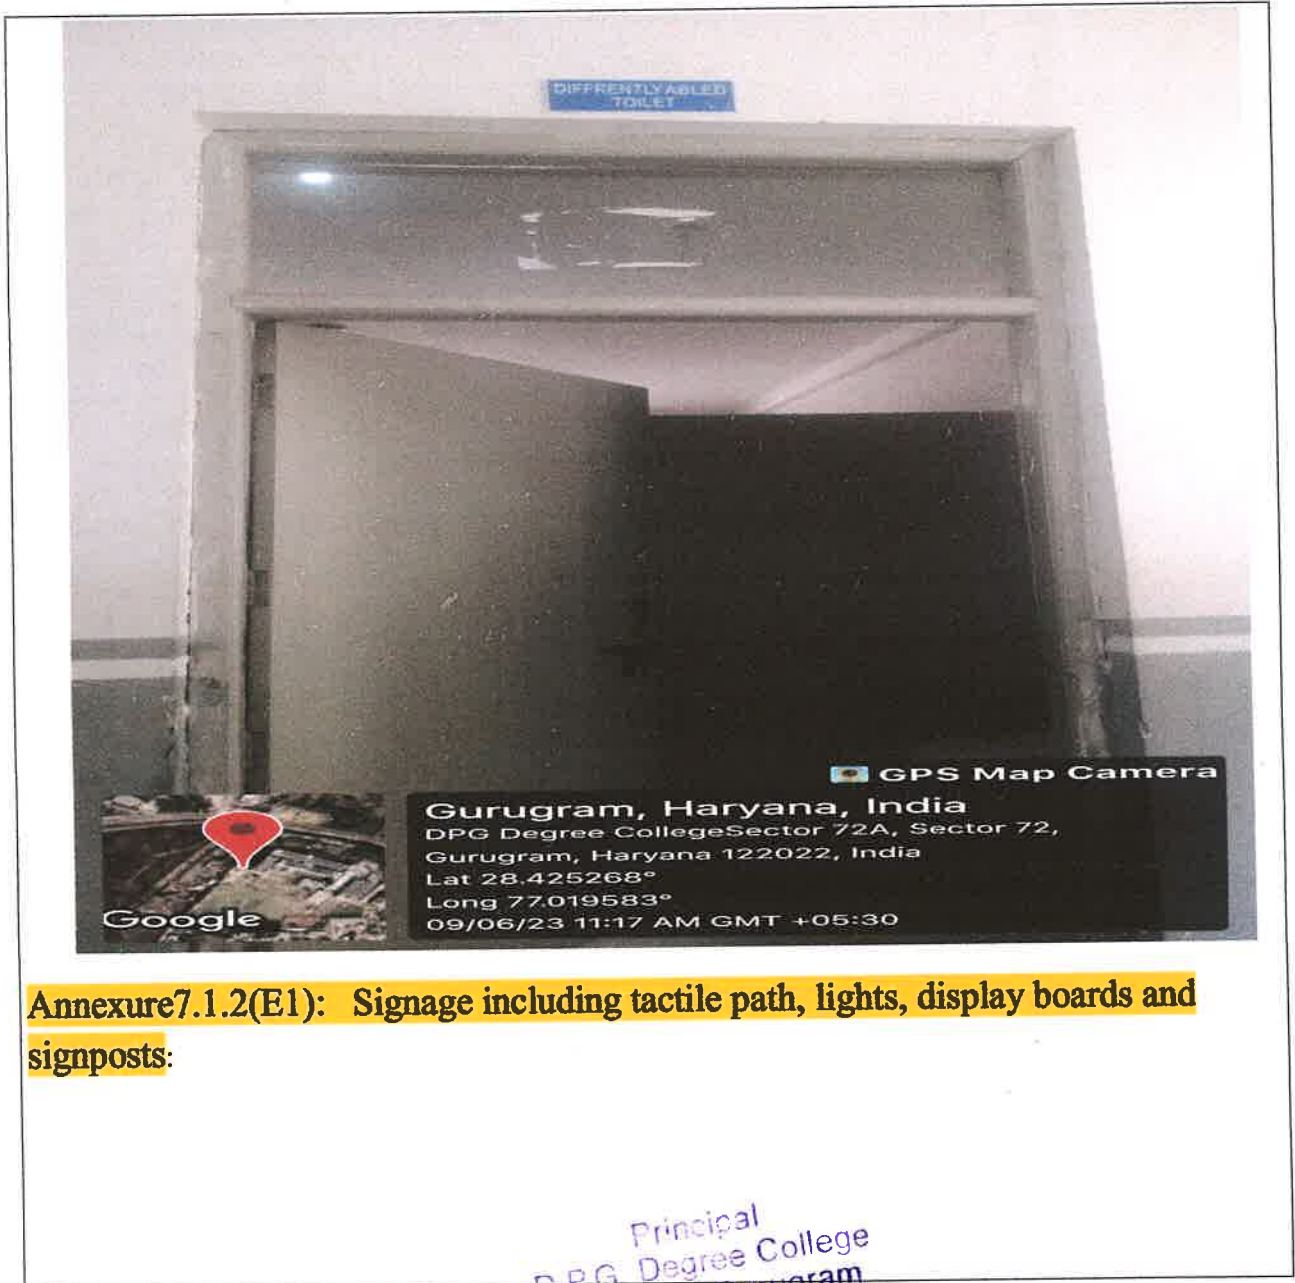 DIFFRENTLY ABLED
TOILET
GPS Map Camera
Gurugram, Haryana, India
DPG Degree CollegeSector 72A, Sector 72,
Gurugram, Haryana 122022, India
Lat 28.425268°
Long 77.019583°
09/06/23 11:17 AM GMT +05:30
Google
Annexure7.1.2(E1): Signage including tactile path, lights, display boards and
signposts:
Principal
D.P.G. Degree College